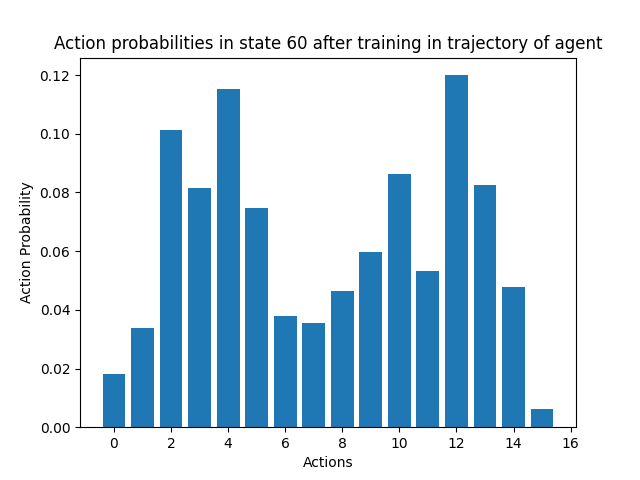 Action probabilities in state 60 after training in trajectory of agent
0.12
0.10
0.08
0.06
0.04
0.02
0.00
Action Probability
0 2 4 6 8 10 12 14 16
Actions